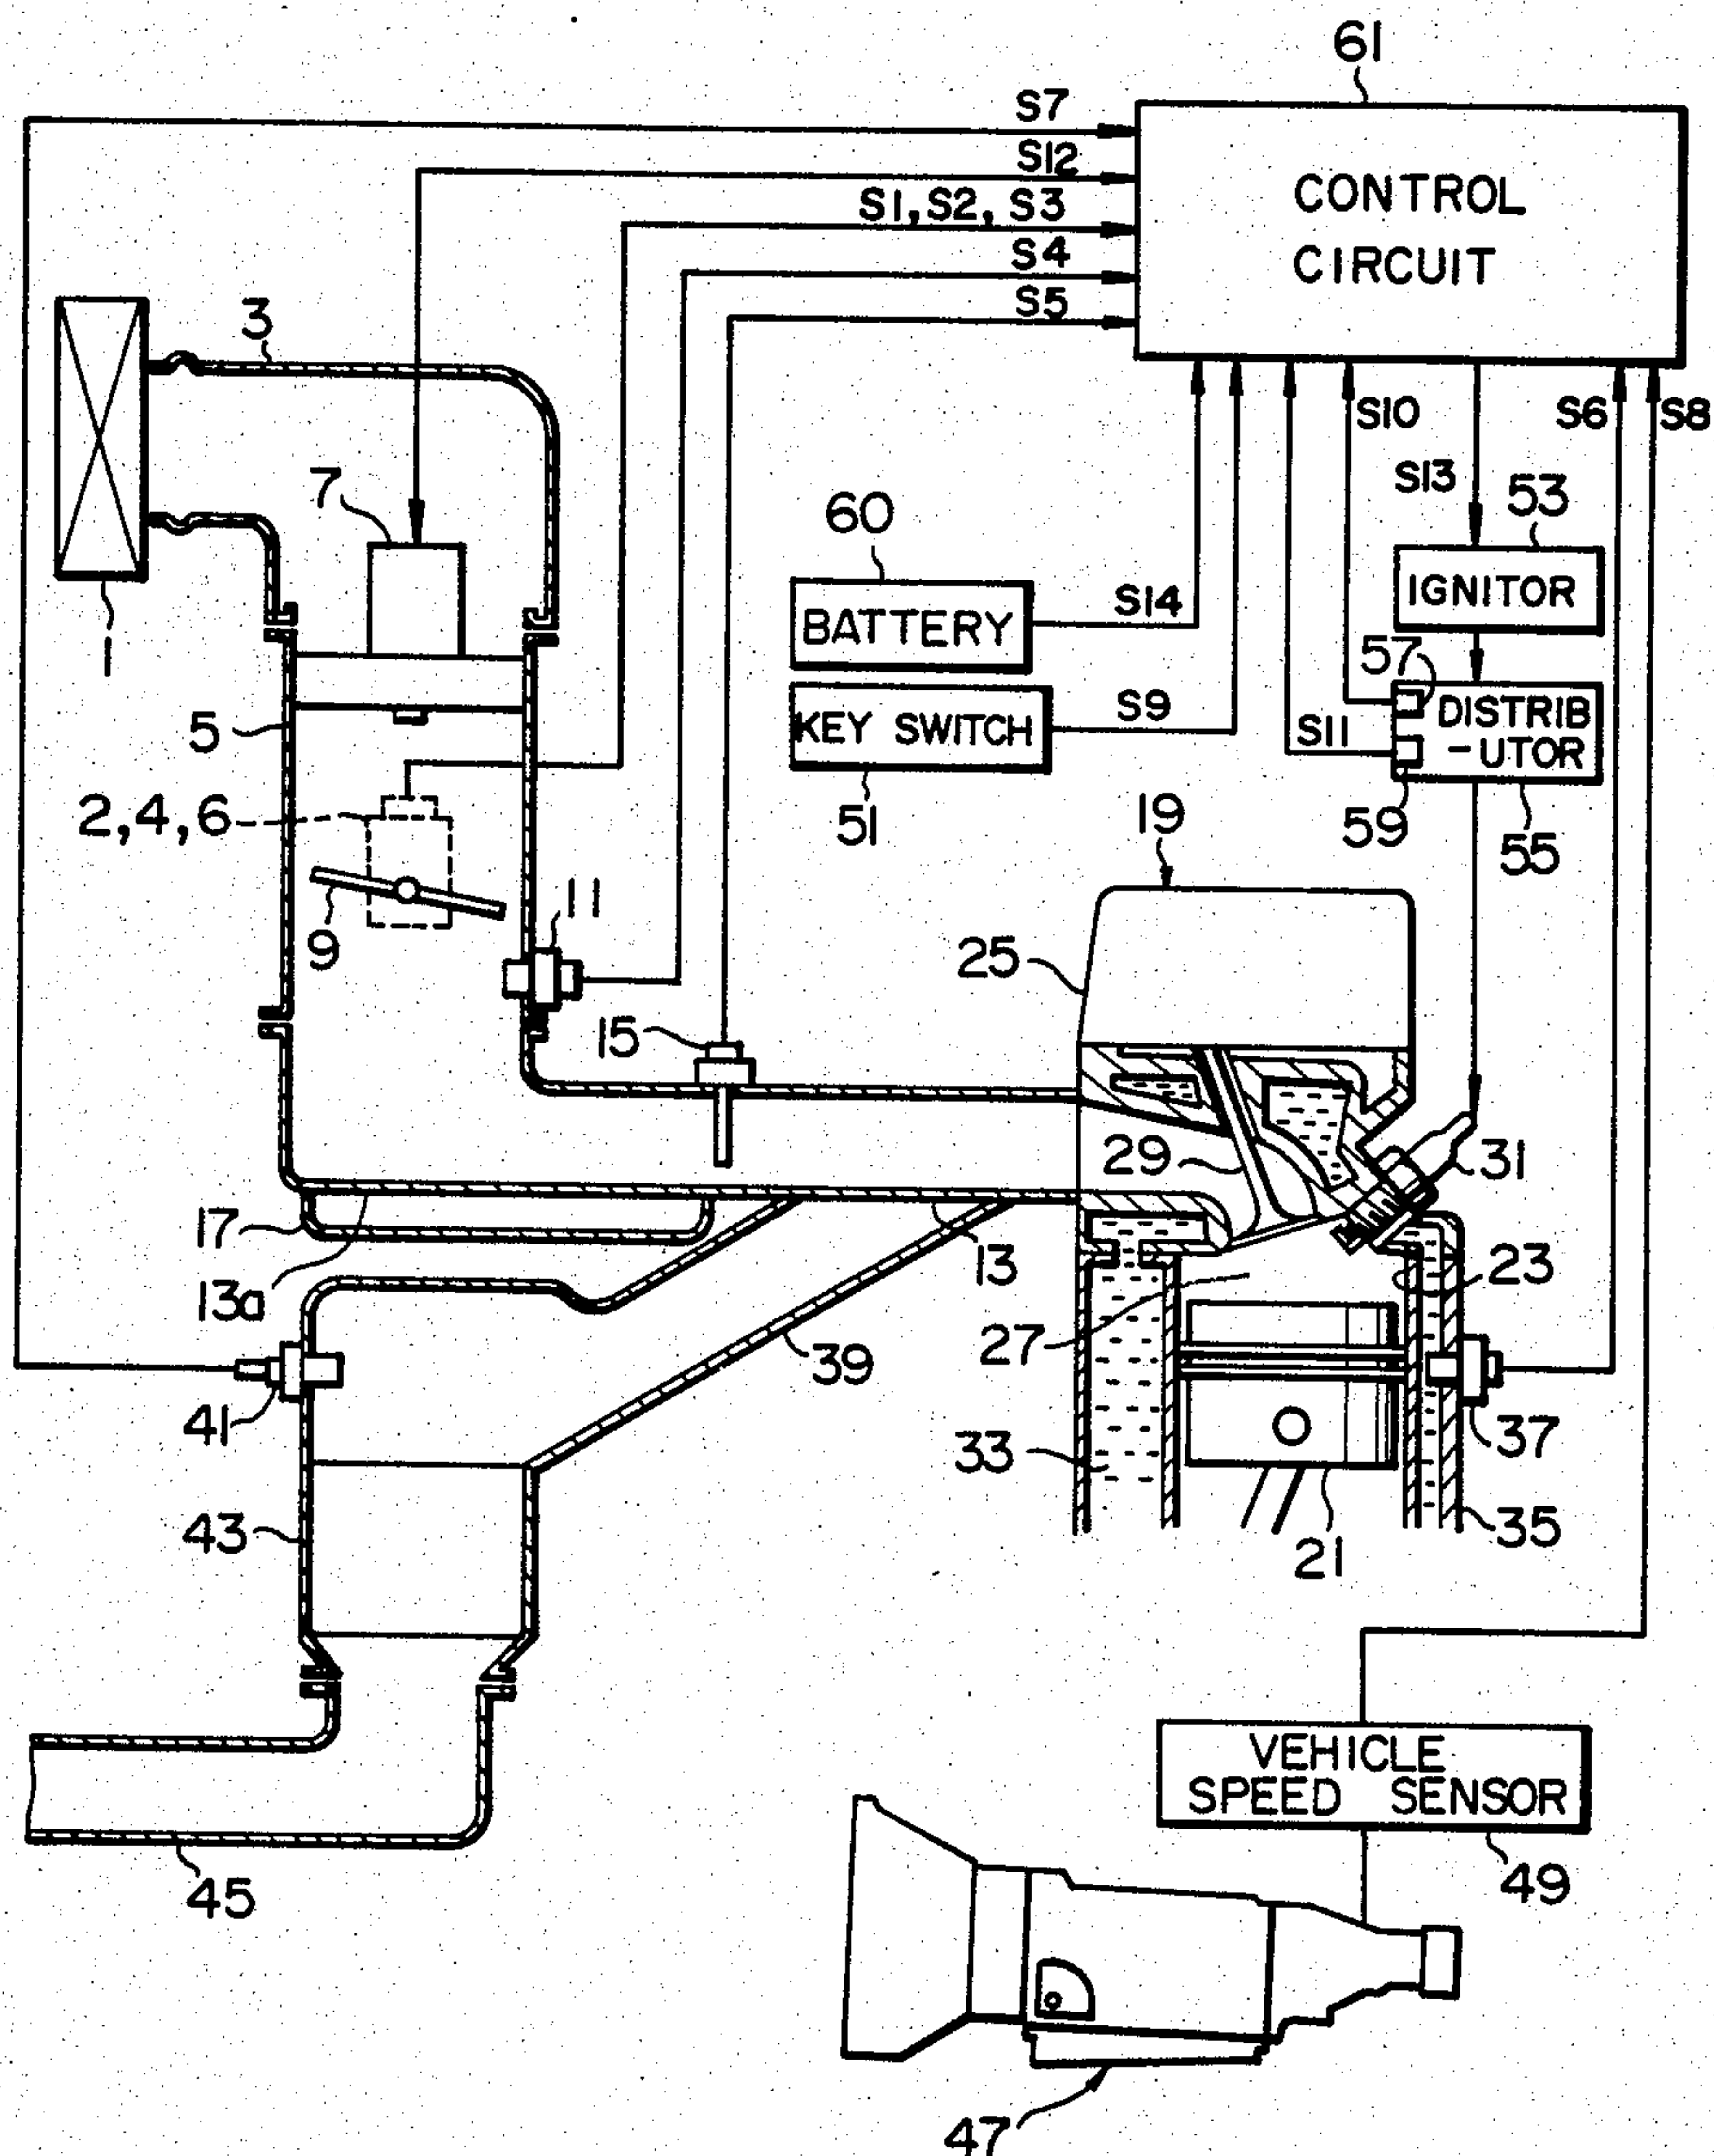 61
S7
S12
S1, S2, S3
S4
S5
CONTROL
CIRCUIT
3
S10
S6
S8
S13
7
60
53
BATTERY
S14
IGNITOR
1
57
5
KEY SWITCH
S9
S11
DISTRIB
-UTOR
2,4,6
51
19
59
55
9
11
25
15
29
31
17
13a
13
23
27
39
41
33
37
43
21
35
VEHICLE
SPEED SENSOR
45
49
47